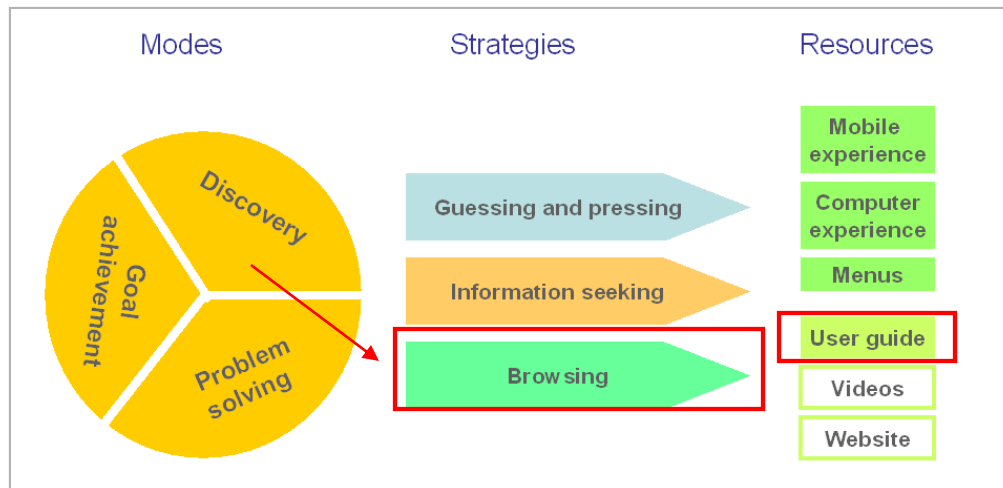 Modes
Strategies
Resources
Discovery
Goal
achievement
Problem
solving
Guessing and pressing
Information seeking
Browsing
Mobile
experience
Computer
experience
Menus
User guide
Videos
Website